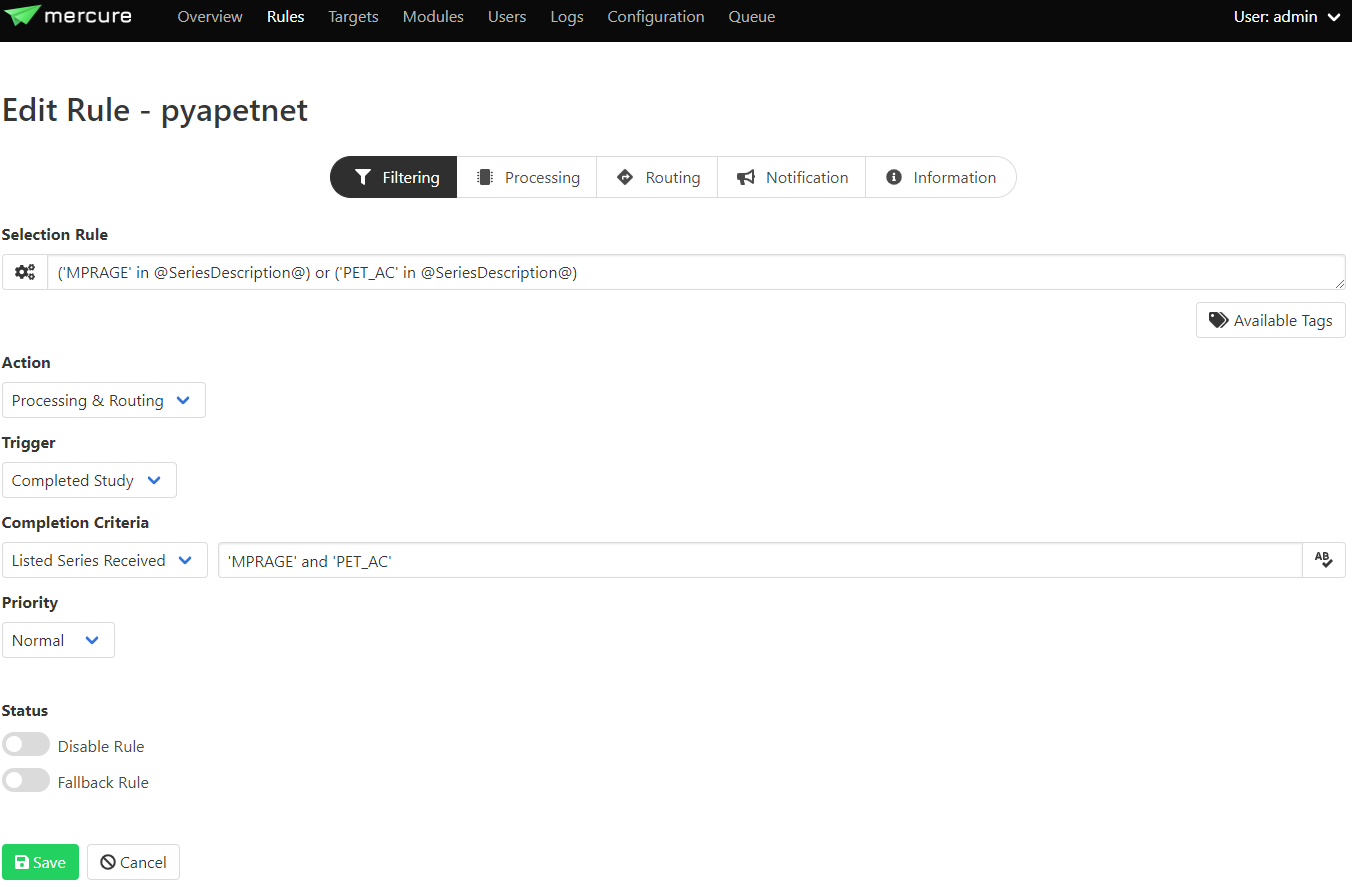 mercure Overview Rules Targets Modules Users Logs Configuration Queue User: admin
Edit Rule - pyapetnet
Filtering Processing Routing Notification Information
Selection Rule
('MPRAGE' in @SeriesDescription@) or ('PET_AC' in @SeriesDescription@)
Available Tags
Action
Processing & Routing
Trigger
Completed Study
Completion Criteria
Listed Series Received 'MPRAGE' and 'PET_AC' AB
Priority
Normal
Status
Disable Rule
Fallback Rule
Save Cancel